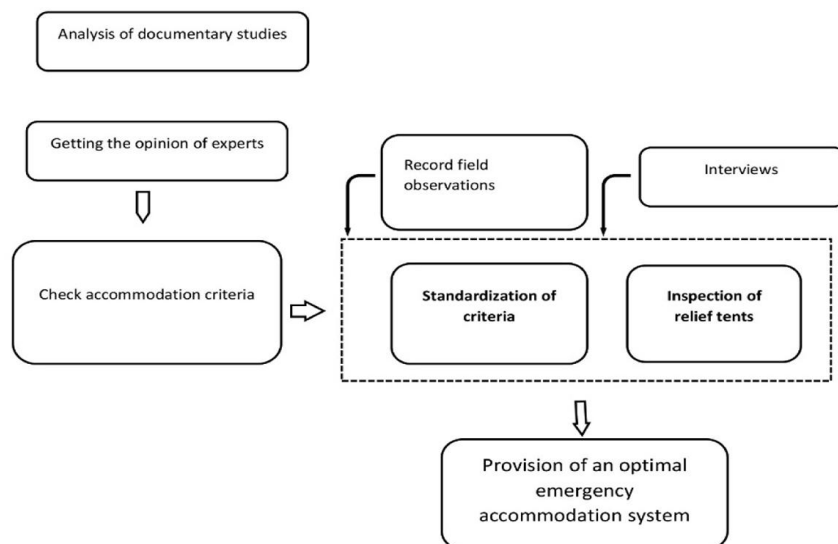 Analysis of documentary studies
Getting the opinion of experts
Record field
observations
Interviews
Check accommodation criteria
Standardization of
criteria
Inspection of
relief tents
Provision of an optimal
emergency
accommodation system